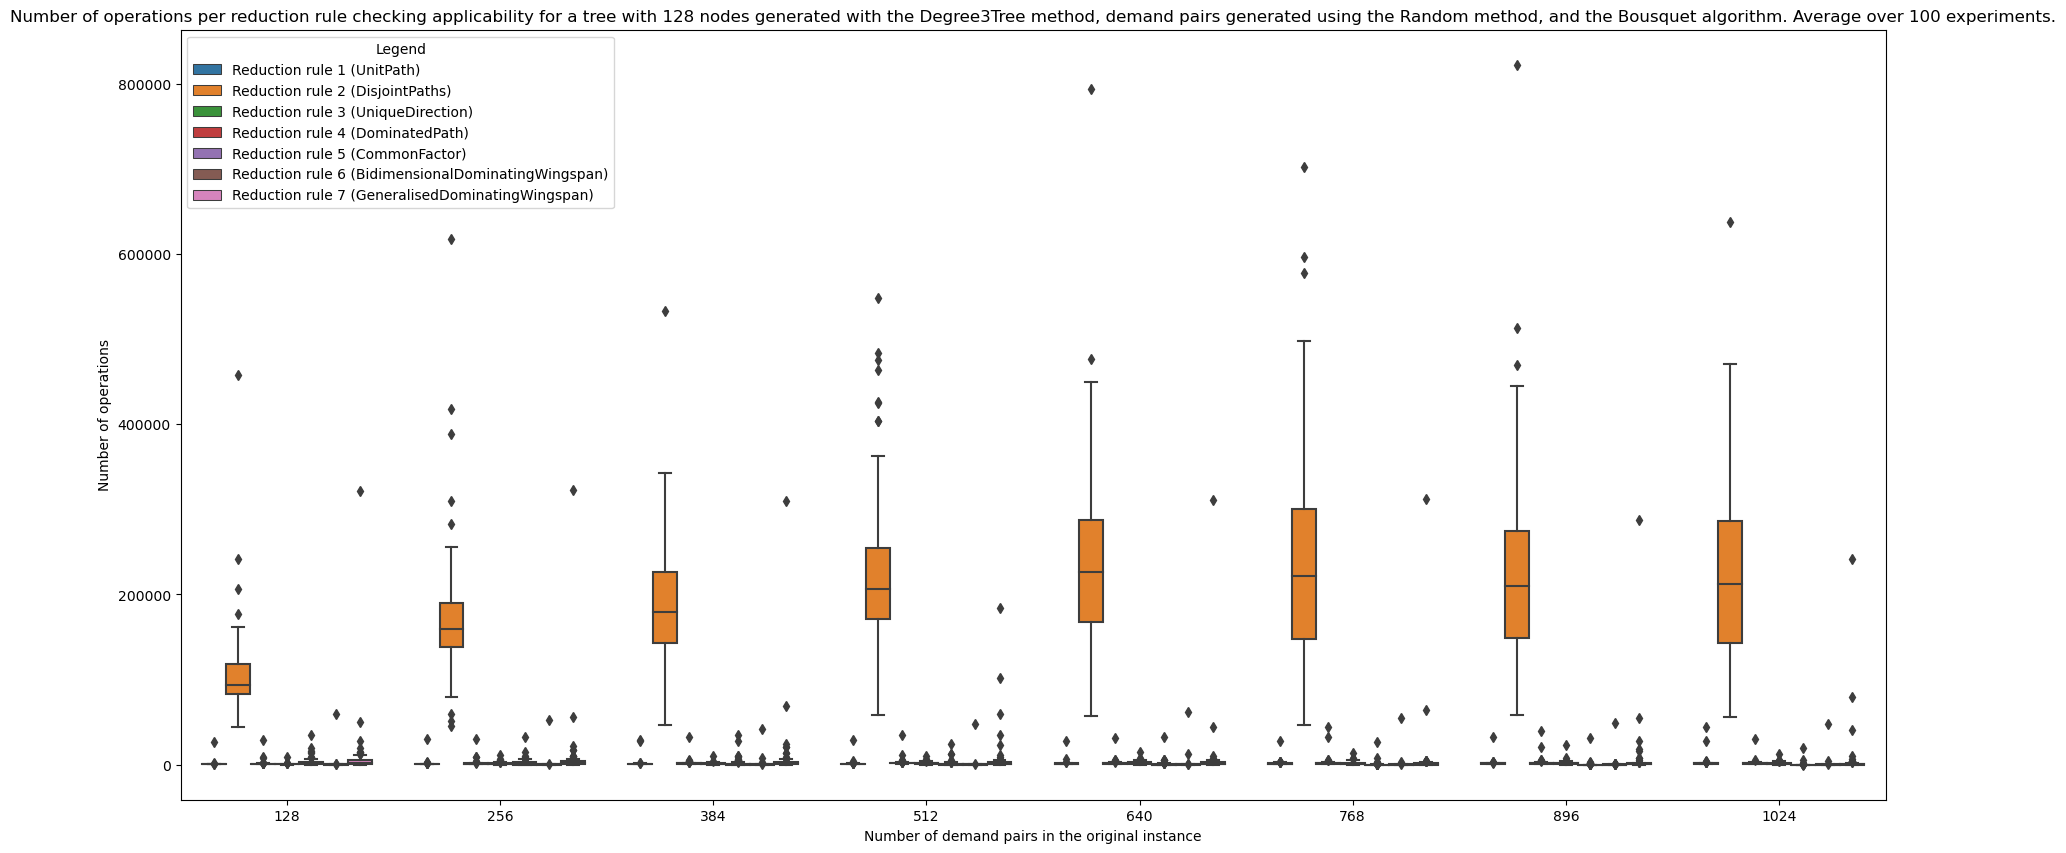 Number of operations per reduction rule checking applicability for a tree with 128 nodes generated with the Degree3Tree method, demand pairs generated using the Random method, and the Bousquet algorithm. Average over 100 experiments.
Legend
Reduction rule 1 (UnitPath)
Reduction rule 2 (DisjointPaths)
Reduction rule 3 (UniqueDirection)
Reduction rule 4 (DominatedPath)
Reduction rule 5 (CommonFactor)
Reduction rule 6 (BidimensionalDominatingWingspan)
Reduction rule 7 (GeneralisedDominatingWingspan)
800000
600000
400000
200000
0
Number of operations
128 256 384 512 640 768 896 1024
Number of demand pairs in the original instance